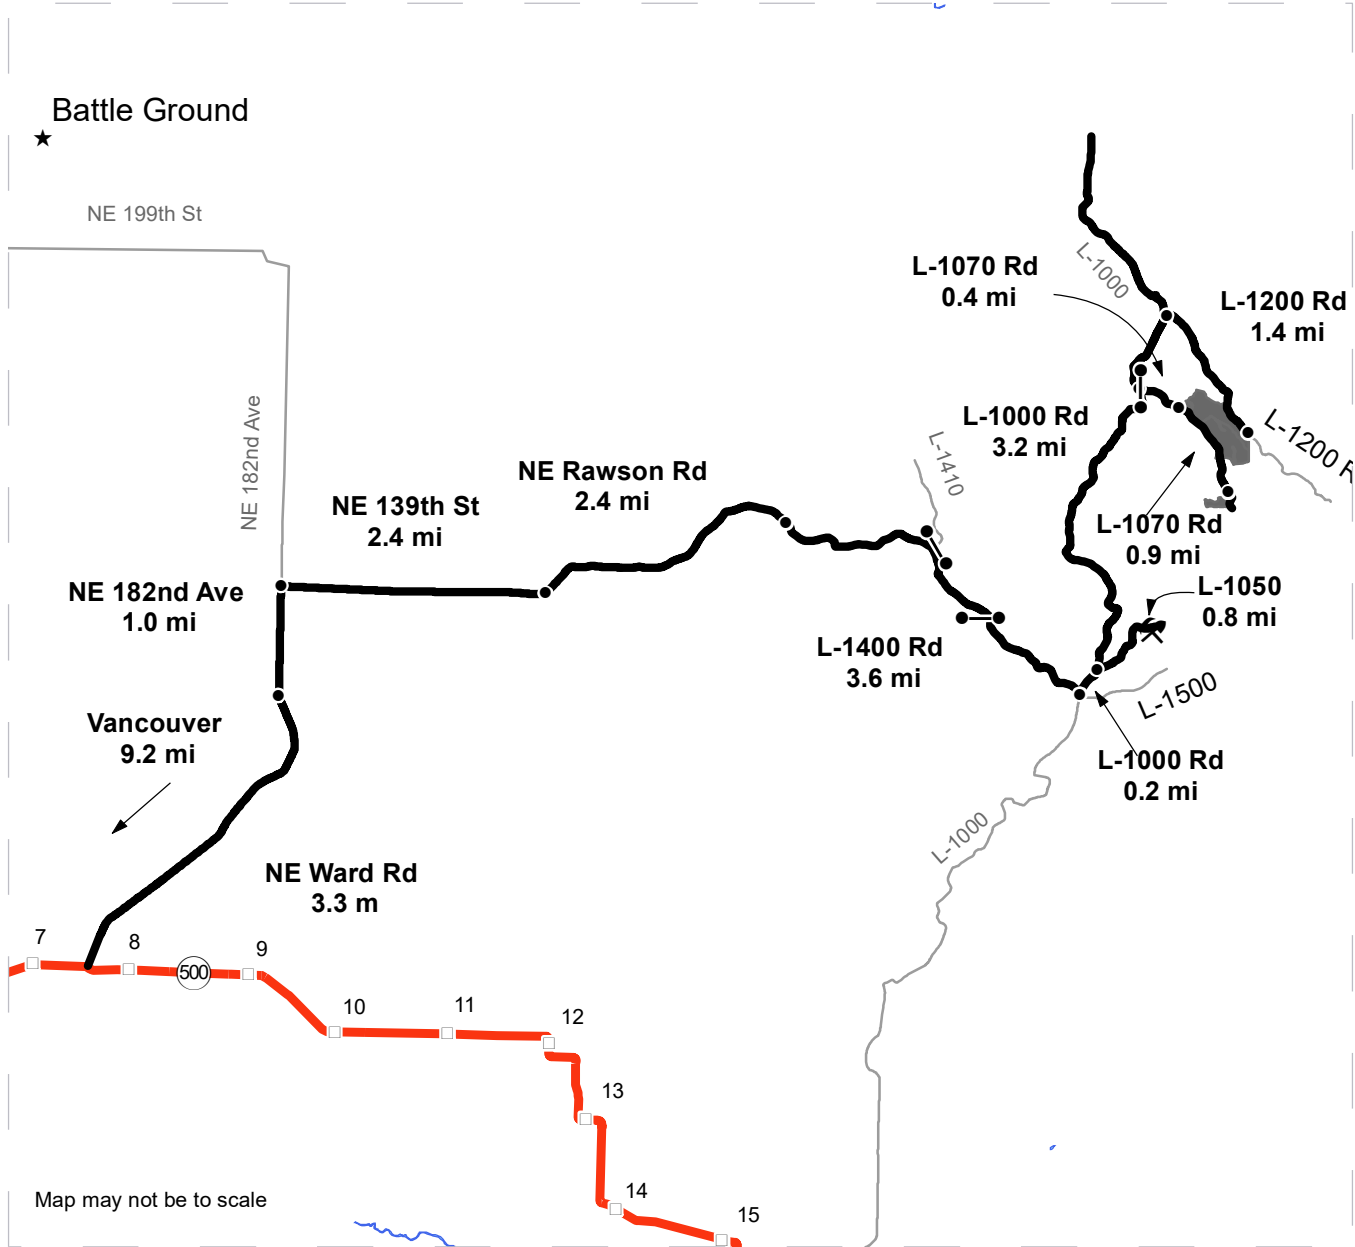 Battle Ground
NE 199th St
L-1000
L-1070 Rd
0.4 mi
L-1200 Rd
1.4 mi
NE 182nd Ave
L-1000 Rd
3.2 mi
L-1200 R
L-1410
NE Rawson Rd
2.4 mi
NE 139th St
2.4 mi
L-1070 Rd
0.9 mi
NE 182nd Ave
1.0 mi
L-1050
0.8 mi
L-1400 Rd
3.6 mi
L-1500
Vancouver
9.2 mi
L-1000 Rd
0.2 mi
L-1000
NE Ward Rd
3.3 m
7
8
9
500
10
11
12
13
14
15
Map may not be to scale